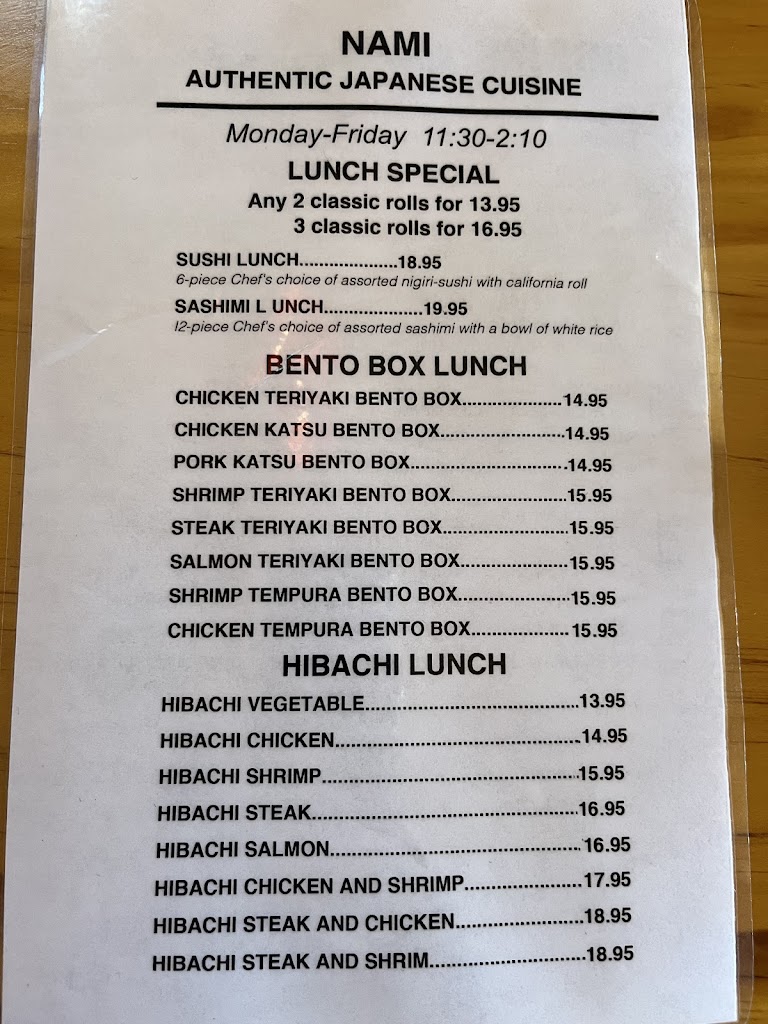 NAMI
AUTHENTIC JAPANESE CUISINE
Monday-Friday 11:30-2:10
LUNCH SPECIAL
Any 2 classic rolls for 13.95
3 classic rolls for 16.95
SUSHI LUNCH....................18.95
6-piece Chef's choice of assorted nigiri-sushi with california roll
SASHIMI L UNCH....................19.95
I2-piece Chef's choice of assorted sashimi with a bowl of white rice
BENTO BOX LUNCH
CHICKEN TERIYAKI BENTO BOX....................14.95
CHICKEN KATSU BENTO BOX.........................14.95
PORK KATSU BENTO BOX...............................14.95
SHRIMP TERIYAKI BENTO BOX.......................15.95
STEAK TERIYAKI BENTO BOX.........................15.95
SALMON TERIYAKI BENTO BOX.....................15.95
SHRIMP TEMPURA BENTO BOX......................15.95
CHICKEN TEMPURA BENTO BOX....................15.95
HIBACHI LUNCH
HIBACHI VEGETABLE..........................................13.95
HIBACHI CHICKEN................................................14.95
HIBACHI SHRIMP..................................................15.95
HIBACHI STEAK....................................................16.95
HIBACHI SALMON.................................................16.95
HIBACHI CHICKEN AND SHRIMP.......................17.95
HIBACHI STEAK AND CHICKEN.........................18.95
HIBACHI STEAK AND SHRIM..............................18.95